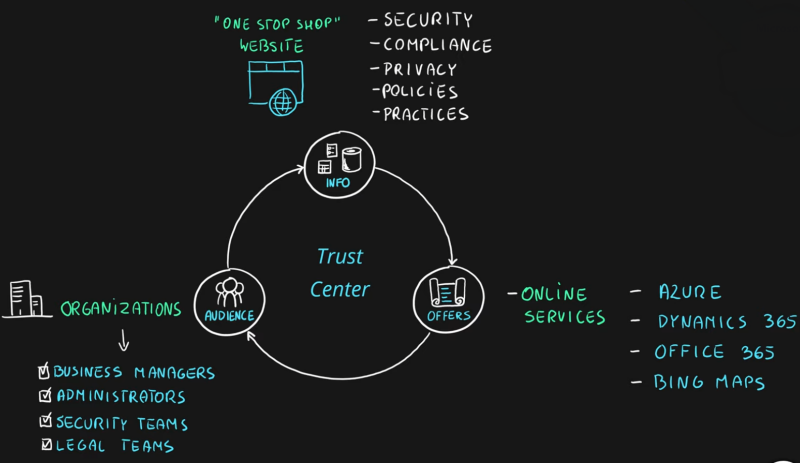 "ONE STOP SHOP"
WEBSITE
- SECURITY
- COMPLIANCE
- PRIVACY
- POLICIES
- PRACTICES
INFO
Trust
Center
AUDIENCE
OFFERS
- ONLINE
SERVICES
- AZURE
- DYNAMICS 365
- OFFICE 365
- BING MAPS
ORGANIZATIONS
BUSINESS MANAGERS
ADMINISTRATORS
SECURITY TEAMS
LEGAL TEAMS